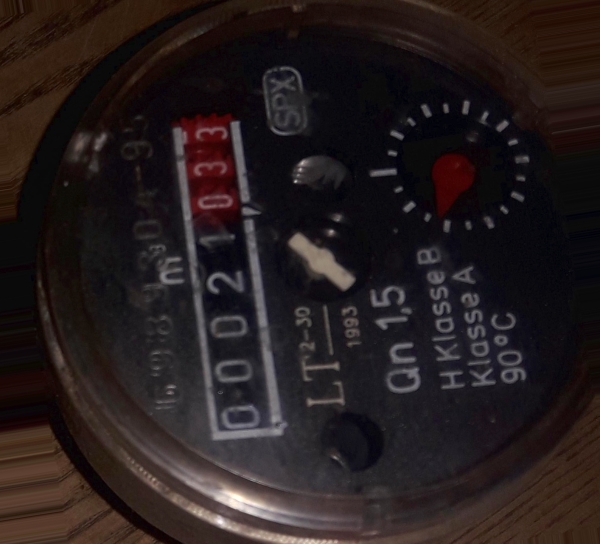 SPX
m³
00021033
LT 2-30
1993
Qn 1,5
H Klasse B
Klasse A
90°C